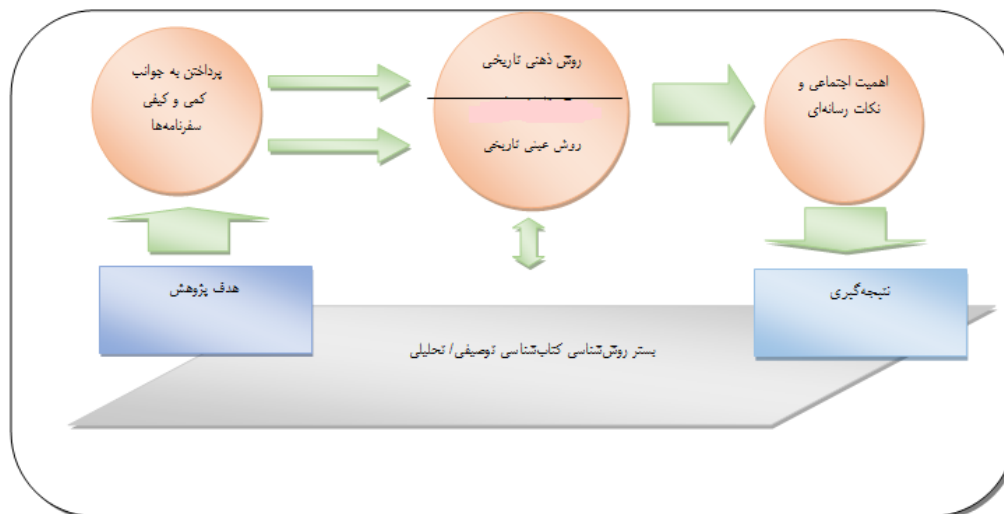 پرداختن به جوانب
کمی و کیفی
سفرنامه‌ها
روش ذهنی تاریخی
روش عینی تاریخی
اهمیت اجتماعی و
نکات رسانه‌ای
هدف پژوهش
نتیجه‌گیری
بستر روش‌شناسی کتاب‌شناسی توصیفی/ تحلیلی